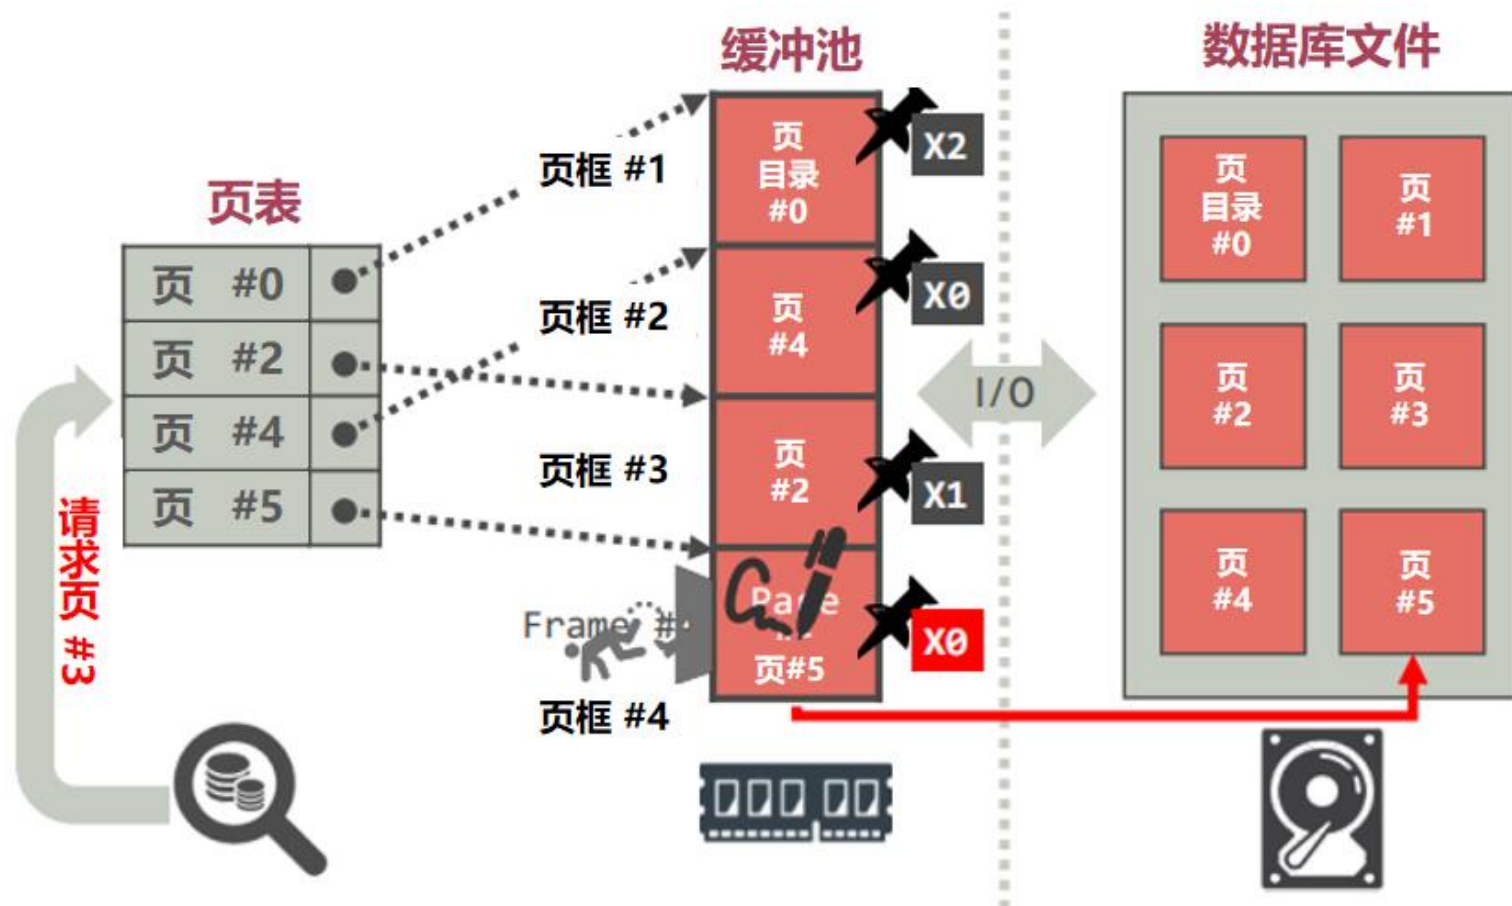 缓冲池
数据库文件
页表
页 #0
页 #2
页 #4
页 #5
请求页 #3
页框 #1
页框 #2
页框 #3
Frame #
页框 #4
页
目录
#0
X2
页
#4
X0
页
#2
X1
Page
页#5
X0
I/O
页
目录
#0
页
#1
页
#2
页
#3
页
#4
页
#5